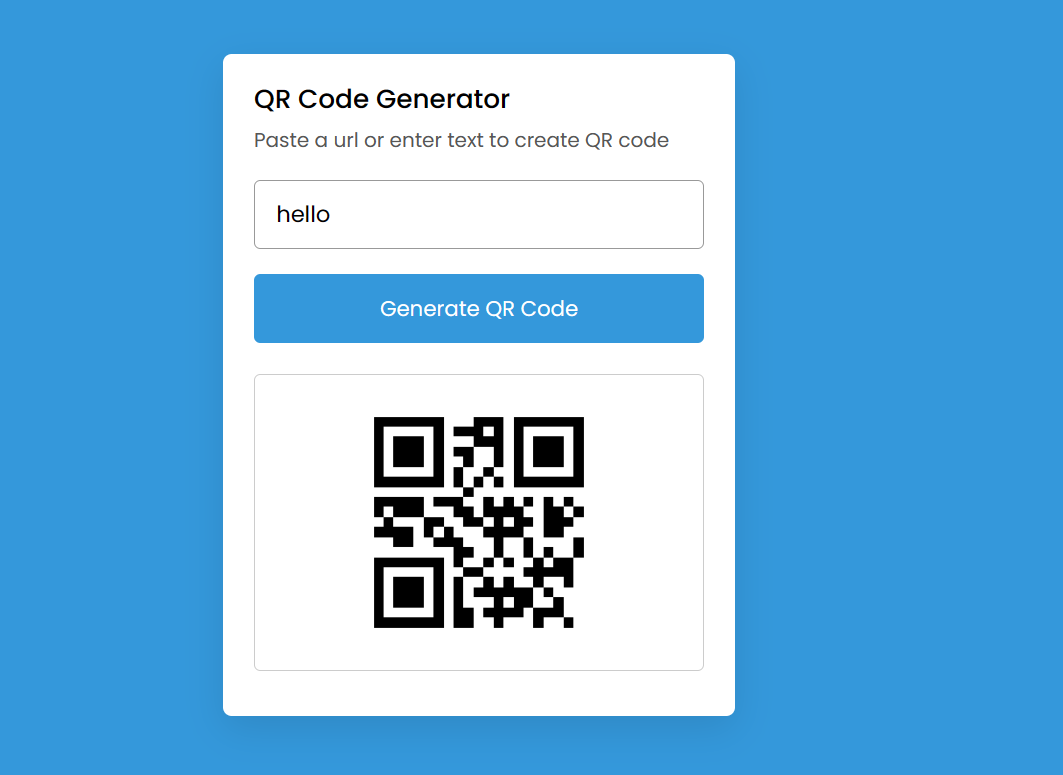 QR Code Generator
Paste a url or enter text to create QR code
hello
Generate QR Code